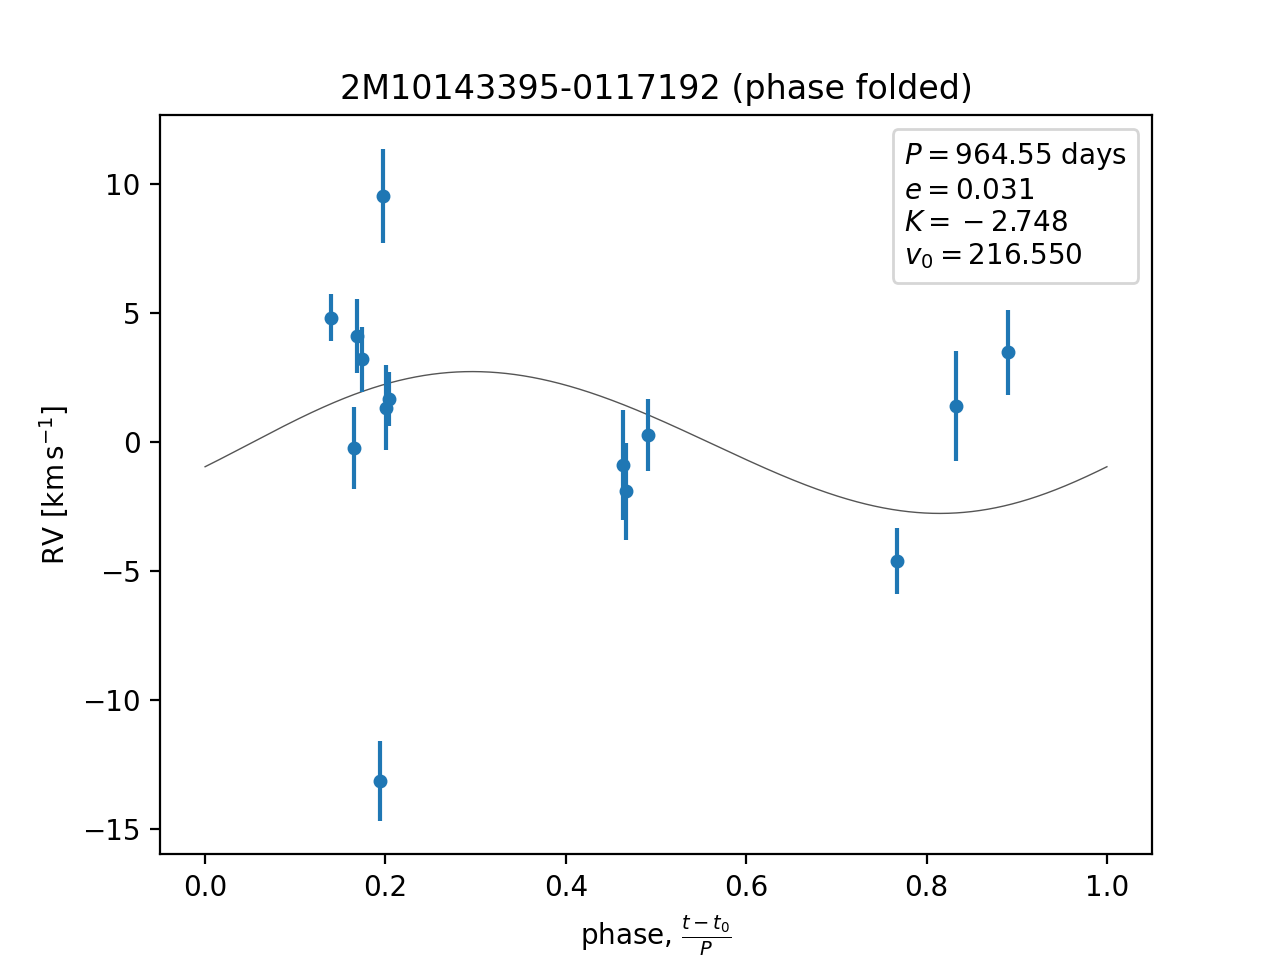 2M10143395-0117192 (phase folded)
P = 964.55 days
e = 0.031
K = −2.748
v₀ = 216.550
RV [km s⁻¹]
10
5
0
−5
−10
−15
0.0 0.2 0.4 0.6 0.8 1.0
phase, (t − t₀)/P